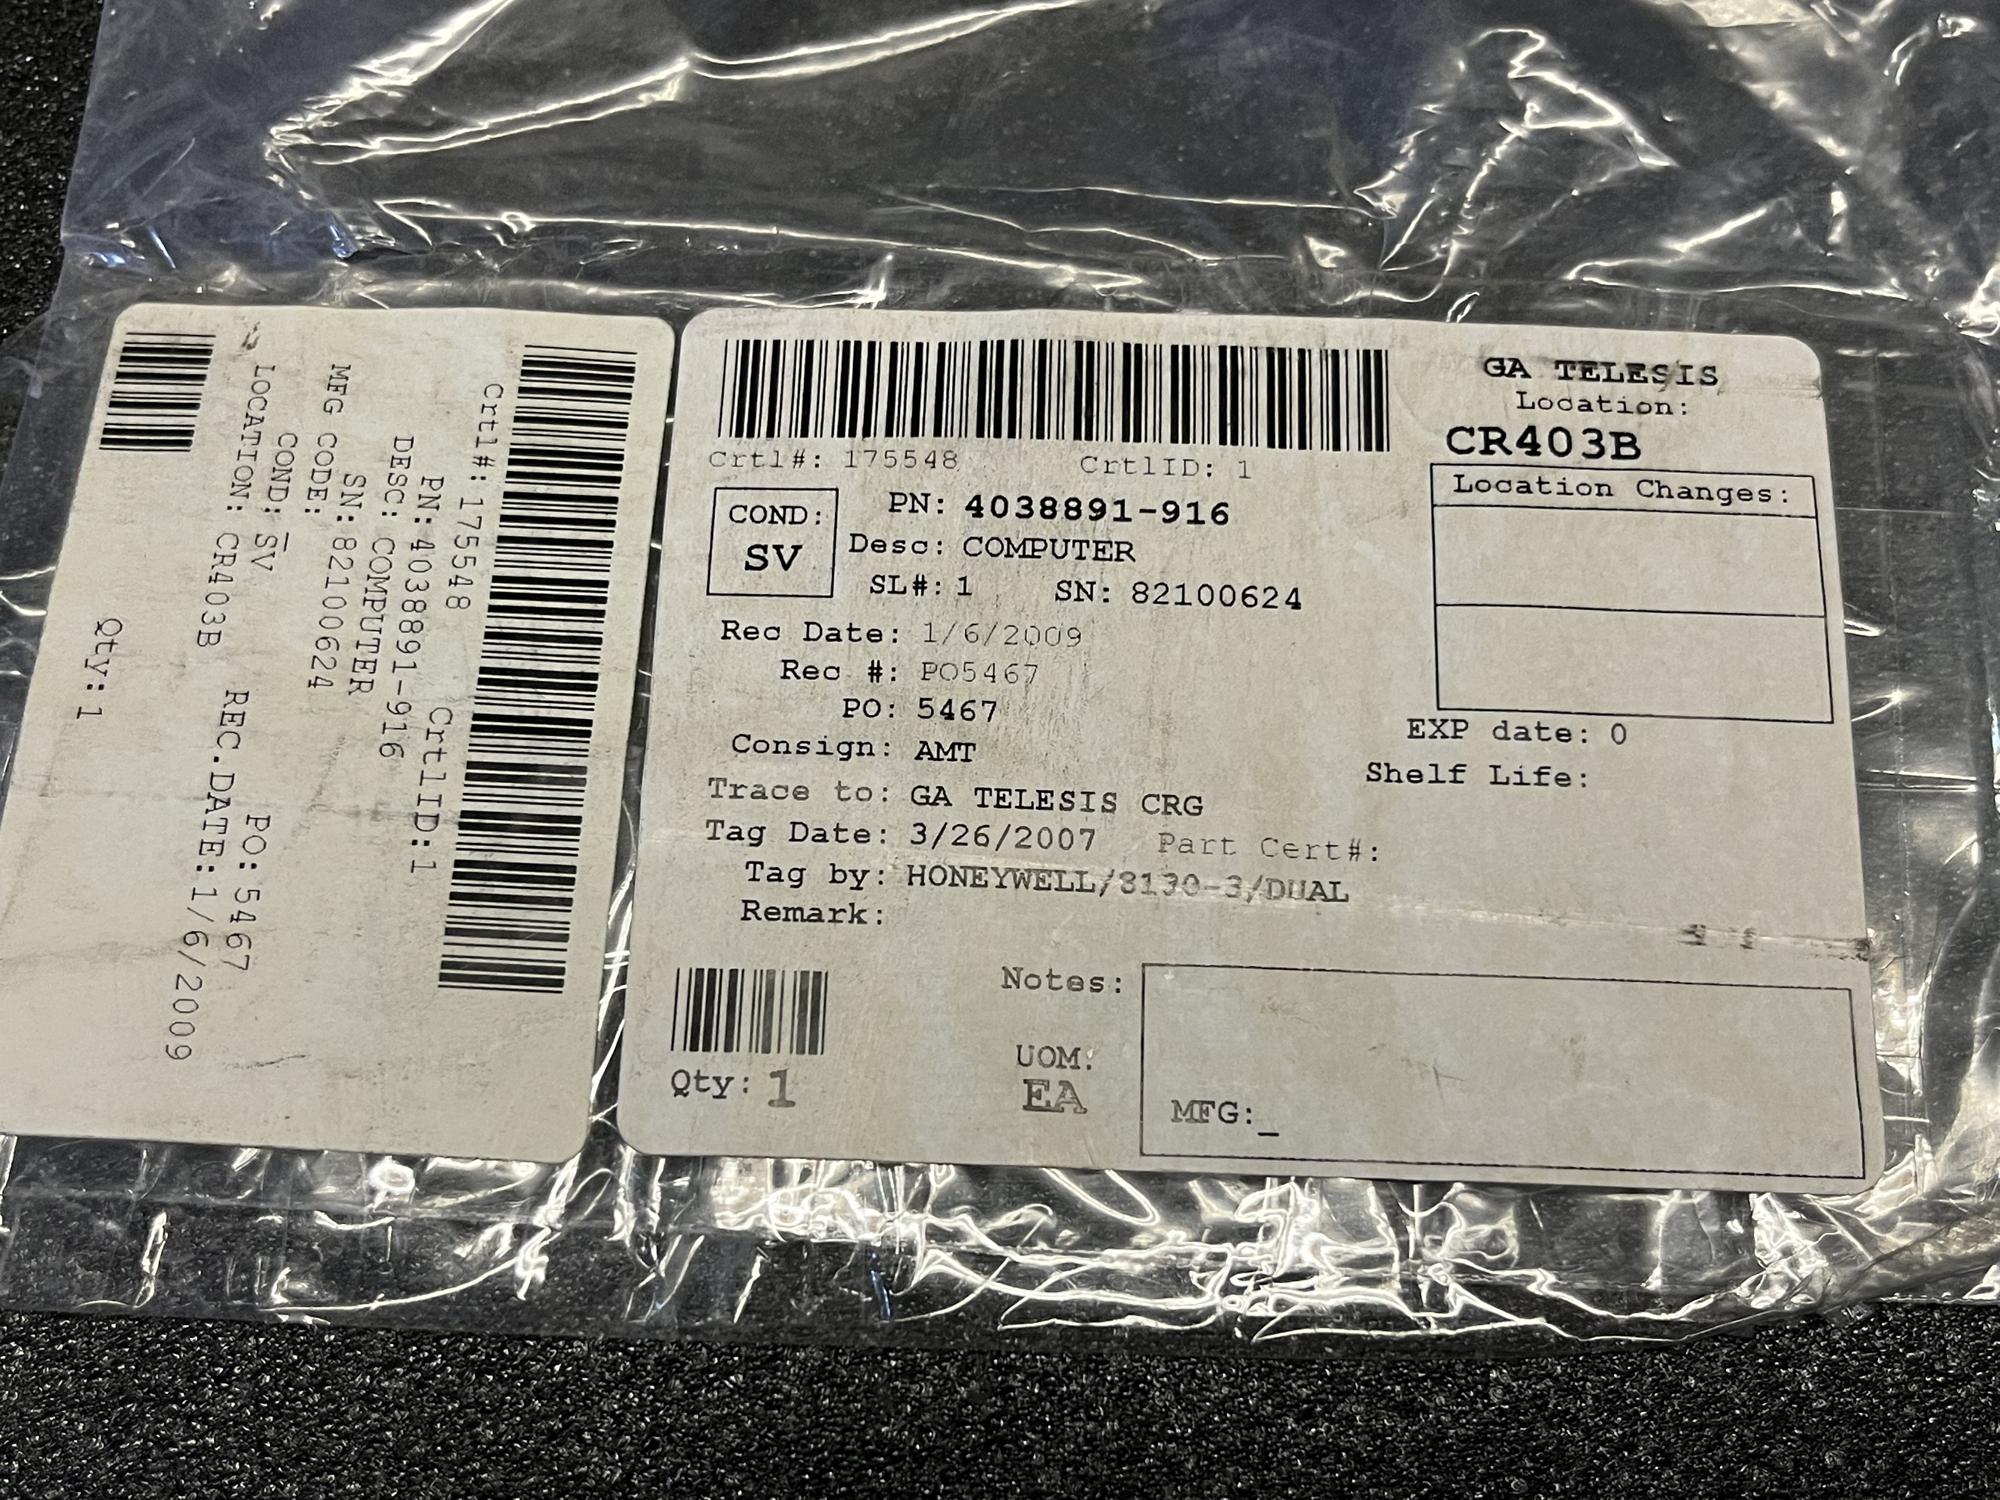 Crtl#: 175548 CrtlID:1
PN:4038891-916
DESC: COMPUTER
SN:82100624
MFG CODE:
COND: SV
LOCATION: CR403B
PO: 5467
REC.DATE:1/6/2009
Qty:1
GA TELESIS
Location:
CR403B
Location Changes:
Crtl#: 175548 CrtlID: 1
COND:
SV
PN: 4038891-916
Desc: COMPUTER
SL#: 1 SN: 82100624
Rec Date: 1/6/2009
Rec #: PO5467
PO: 5467
Consign: AMT
Trace to: GA TELESIS CRG
Tag Date: 3/26/2007 Part Cert#:
Tag by: HONEYWELL/8130-3/DUAL
Remark:
EXP date: 0
Shelf Life:
Notes:
Qty: 1
UOM:
EA
MFG:_